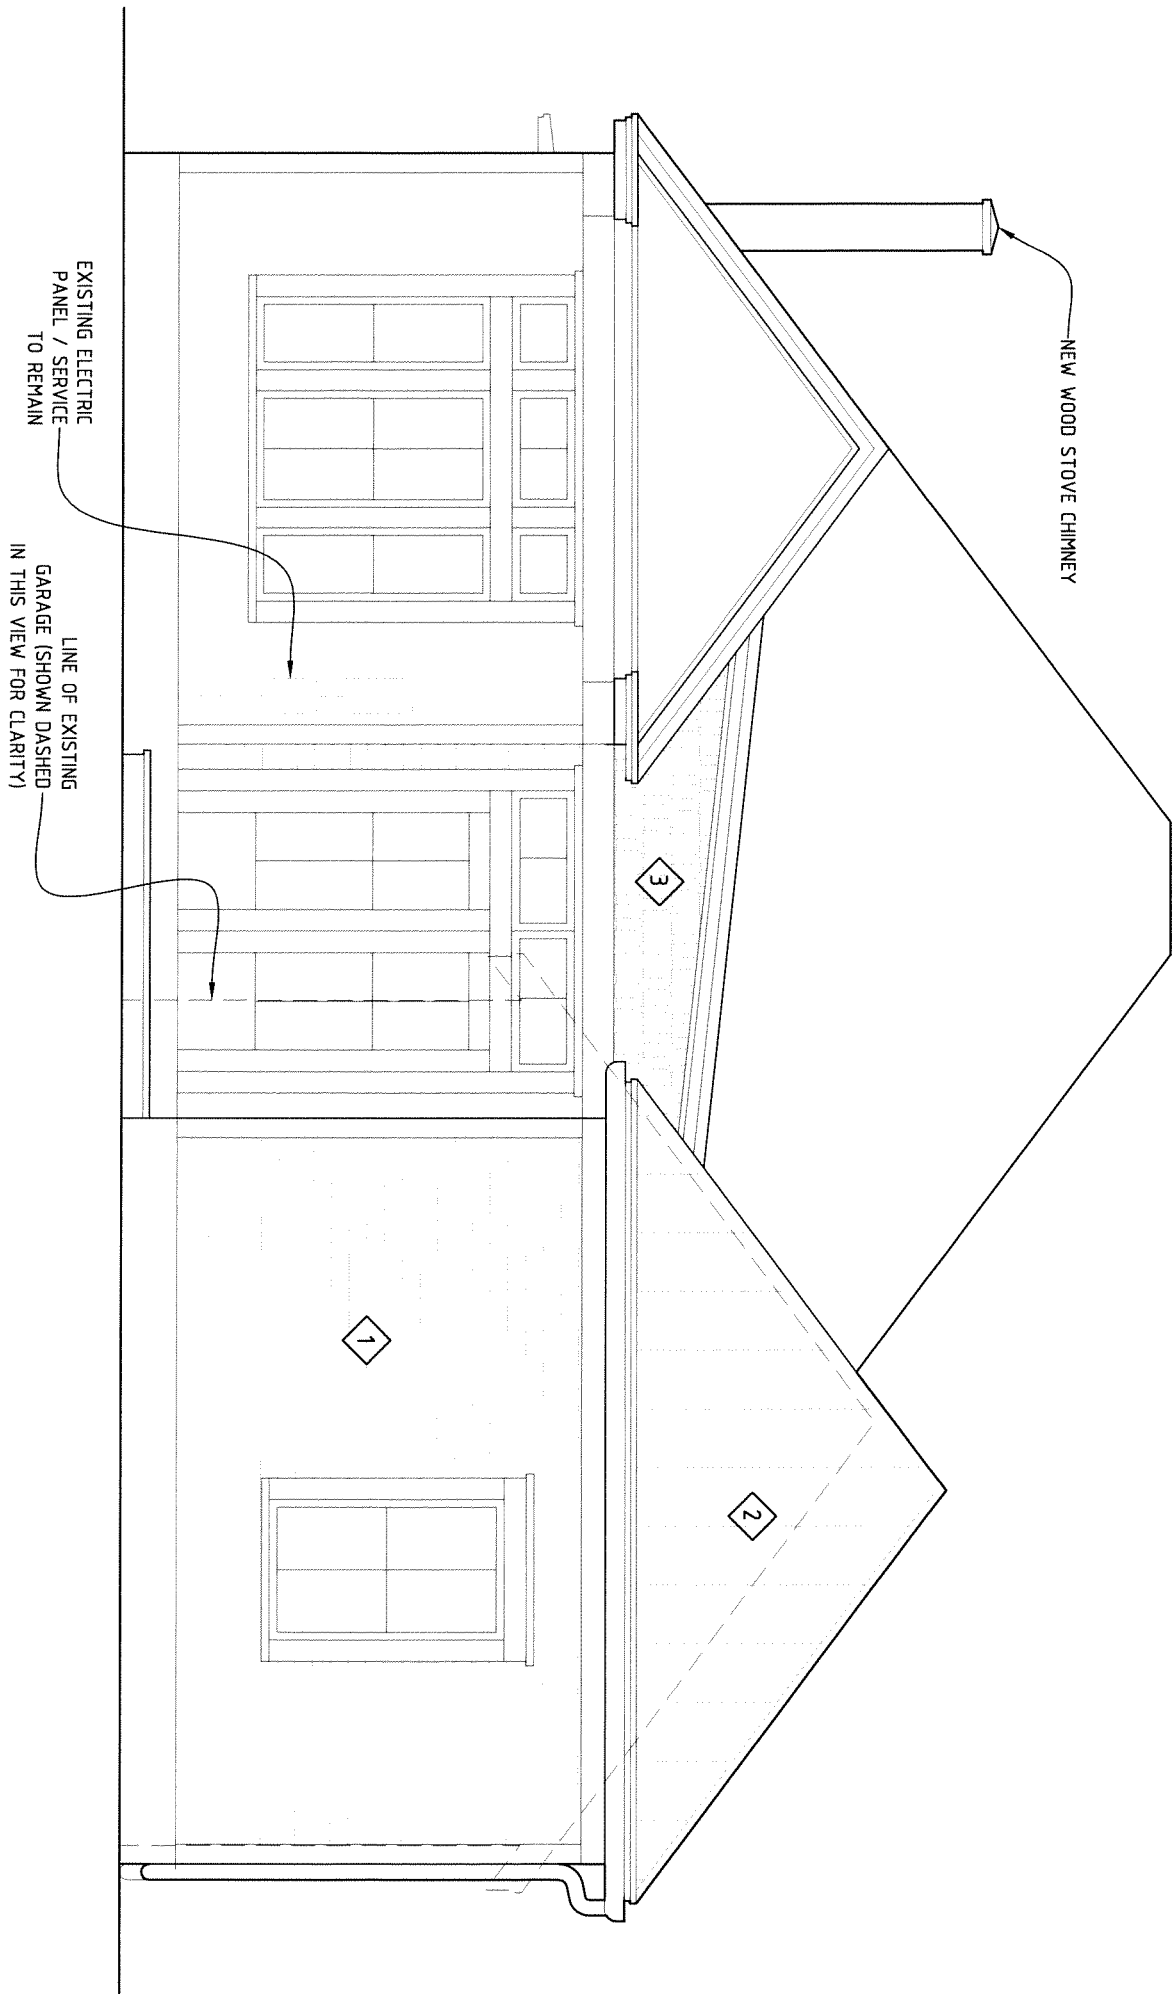 NEW WOOD STOVE CHIMNEY
3
2
1
EXISTING ELECTRIC
PANEL / SERVICE
TO REMAIN
LINE OF EXISTING
GARAGE (SHOWN DASHED
IN THIS VIEW FOR CLARITY)